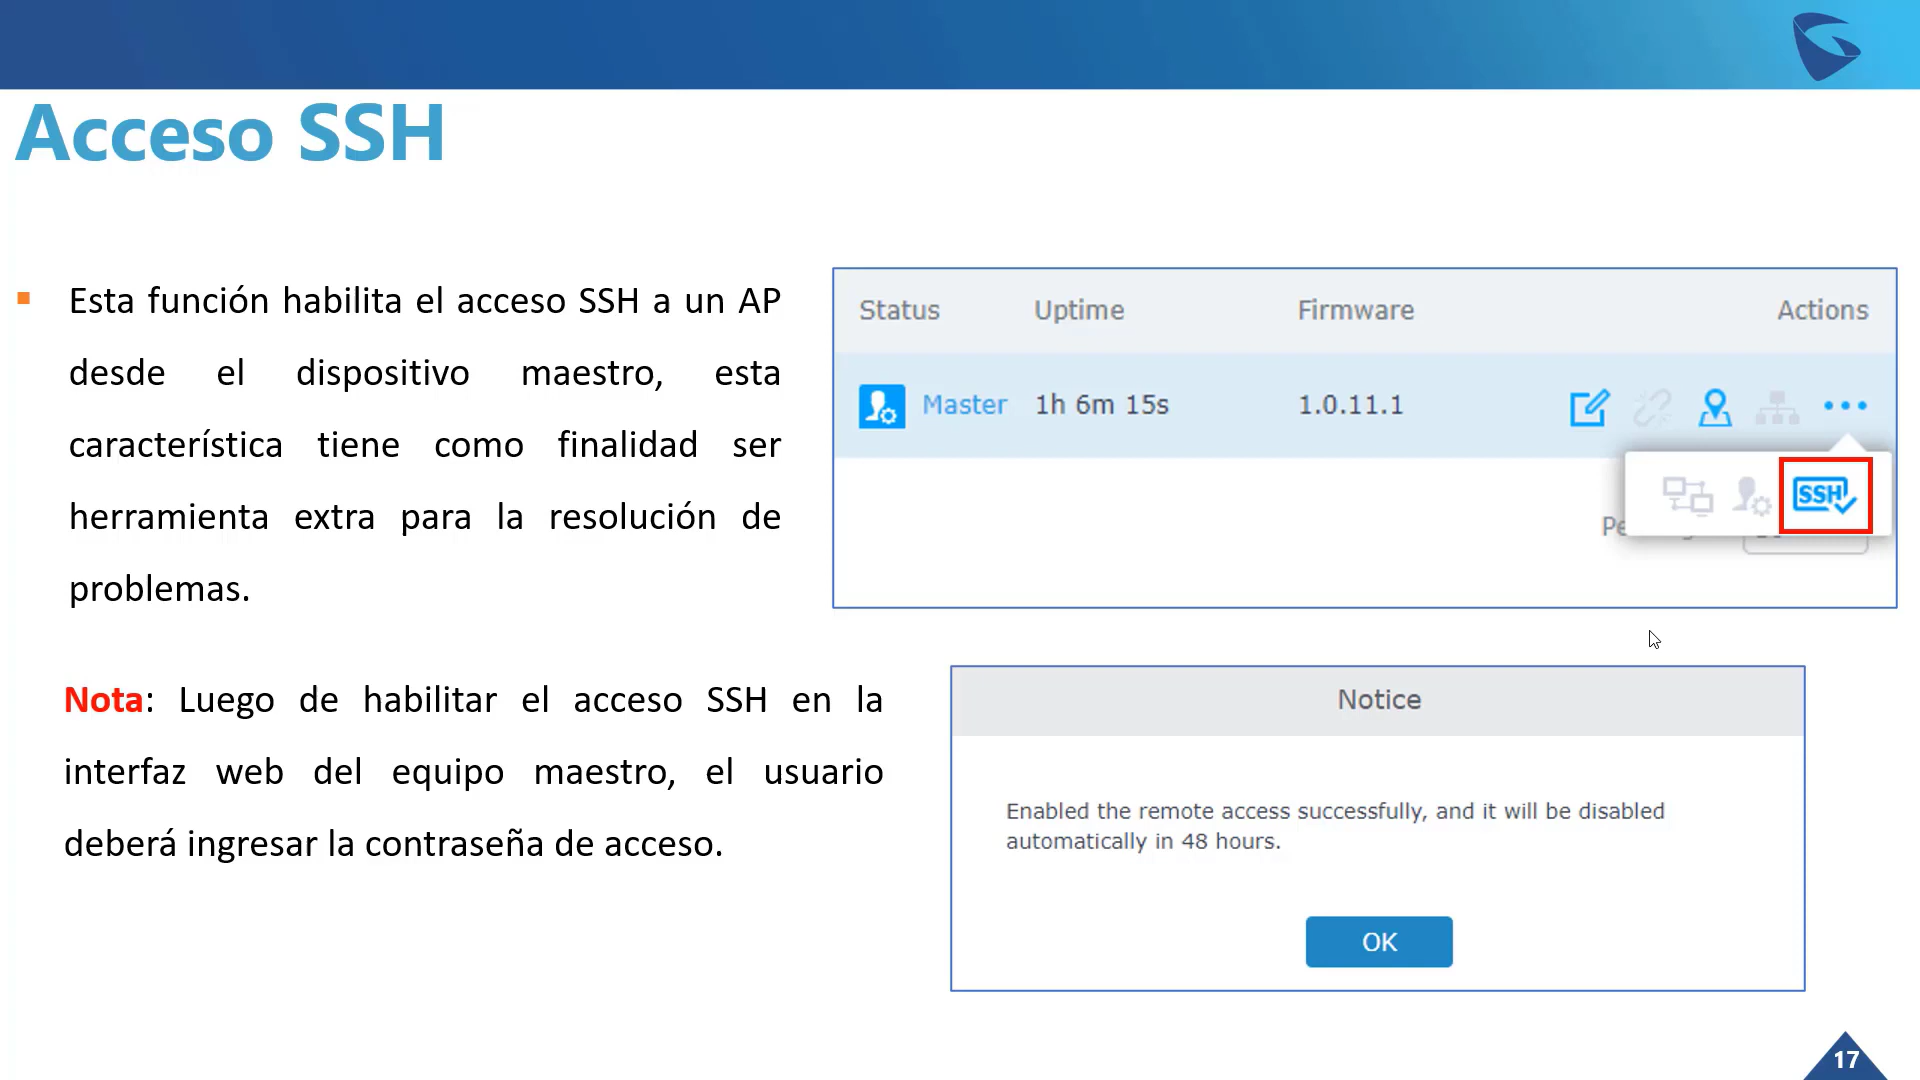 Acceso SSH
Esta función habilita el acceso SSH a un AP
desde el dispositivo maestro, esta
característica tiene como finalidad ser
herramienta extra para la resolución de
problemas.
Nota: Luego de habilitar el acceso SSH en la
interfaz web del equipo maestro, el usuario
deberá ingresar la contraseña de acceso.
Status Uptime Firmware Actions
Master 1h 6m 15s 1.0.11.1
SSH
Notice
Enabled the remote access successfully, and it will be disabled
automatically in 48 hours.
OK
17